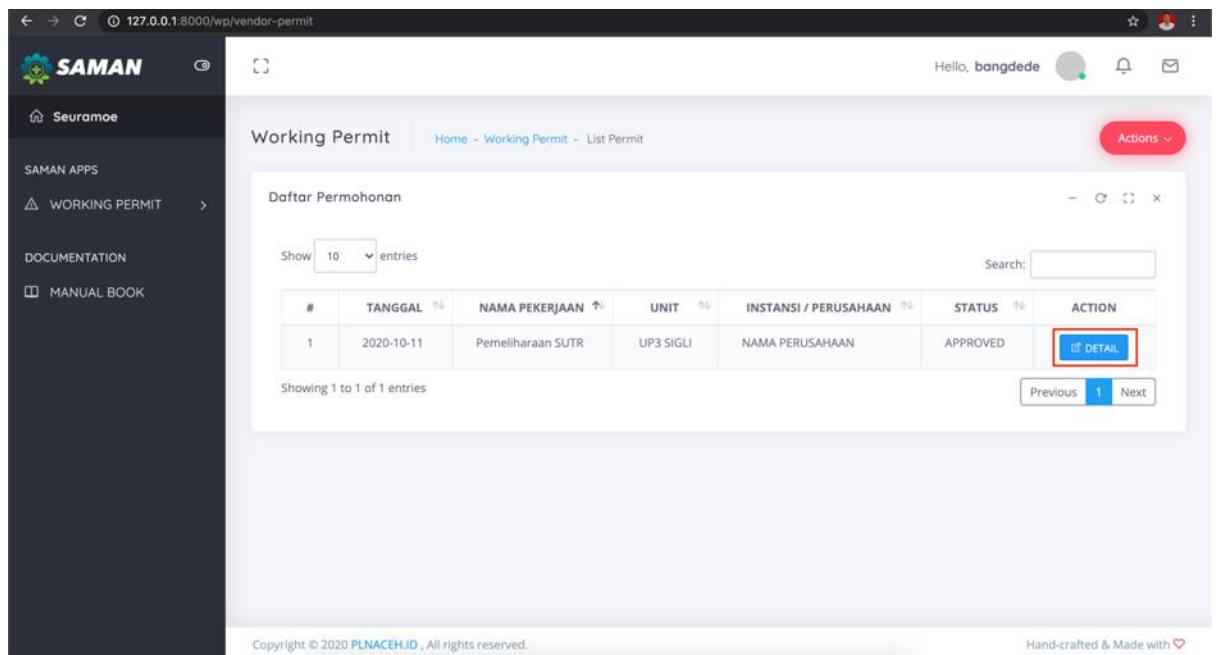 127.0.0.1:8000/wp/vendor-permit
SAMAN
Hello, bangdede
Seuramoe
Working Permit
Home - Working Permit - List Permit
Actions
SAMAN APPS
WORKING PERMIT
Daftar Permohonan
DOCUMENTATION
MANUAL BOOK
Show 10 entries
Search:
# TANGGAL NAMA PEKERJAAN UNIT INSTANSI / PERUSAHAAN STATUS ACTION
1 2020-10-11 Pemeliharaan SUTR UP3 SIGLI NAMA PERUSAHAAN APPROVED DETAIL
Showing 1 to 1 of 1 entries
Previous 1 Next
Copyright © 2020 PLNACEH.ID , All rights reserved.
Hand-crafted & Made with